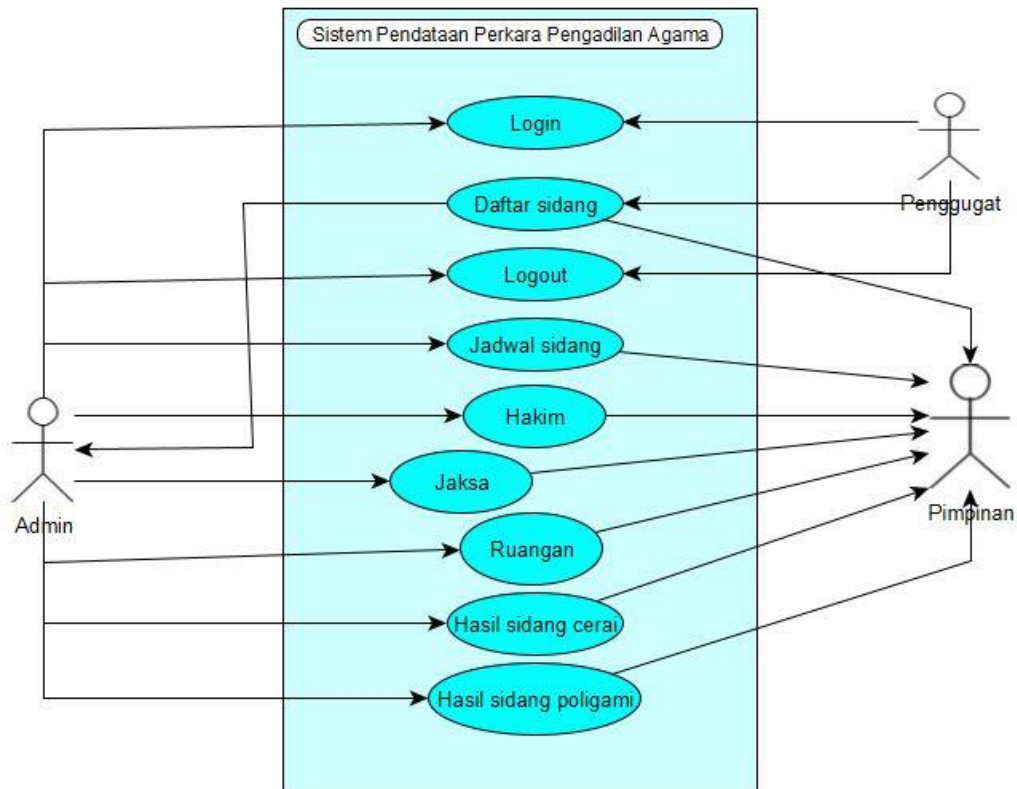 Sistem Pendataan Perkara Pengadilan Agama
Login
Daftar sidang
Penggugat
Logout
Jadwal sidang
Hakim
Jaksa
Admin
Pimpinan
Ruangan
Hasil sidang cerai
Hasil sidang poligami